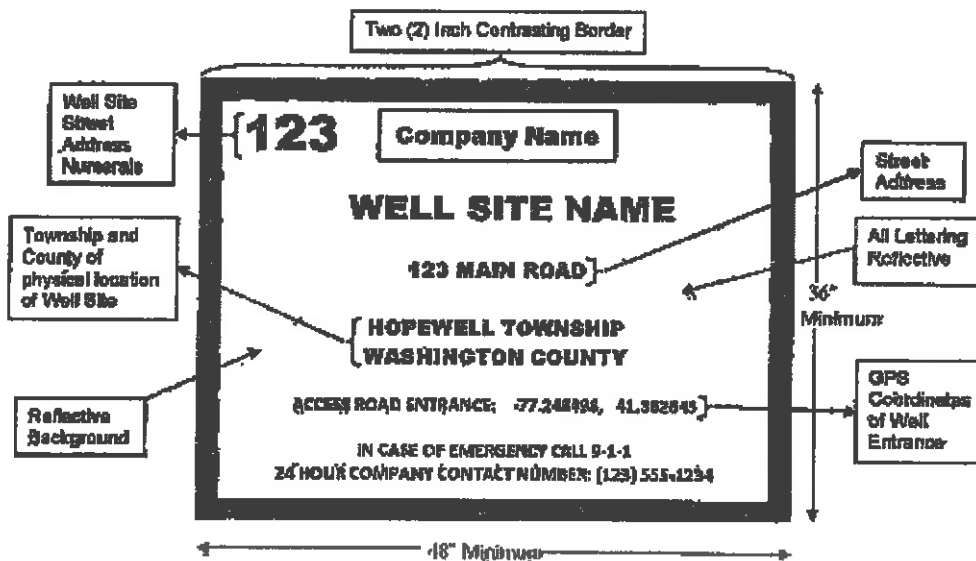 Two (2) Inch Contrasting Border
Well Site
Street
Address
Numerals
123
Company Name
Street
Address
WELL SITE NAME
Township and
County of
physical location
of Well Site
123 MAIN ROAD
All Lettering
Reflective
36"
Minimum
HOPEWELL TOWNSHIP
WASHINGTON COUNTY
Reflective
Background
ACCESS ROAD ENTRANCE:
GPS
Coordinates
of Well
Entrance
IN CASE OF EMERGENCY CALL 9-1-1
24 HOUR COMPANY CONTACT NUMBER: (123) 555-1234
48" Minimum